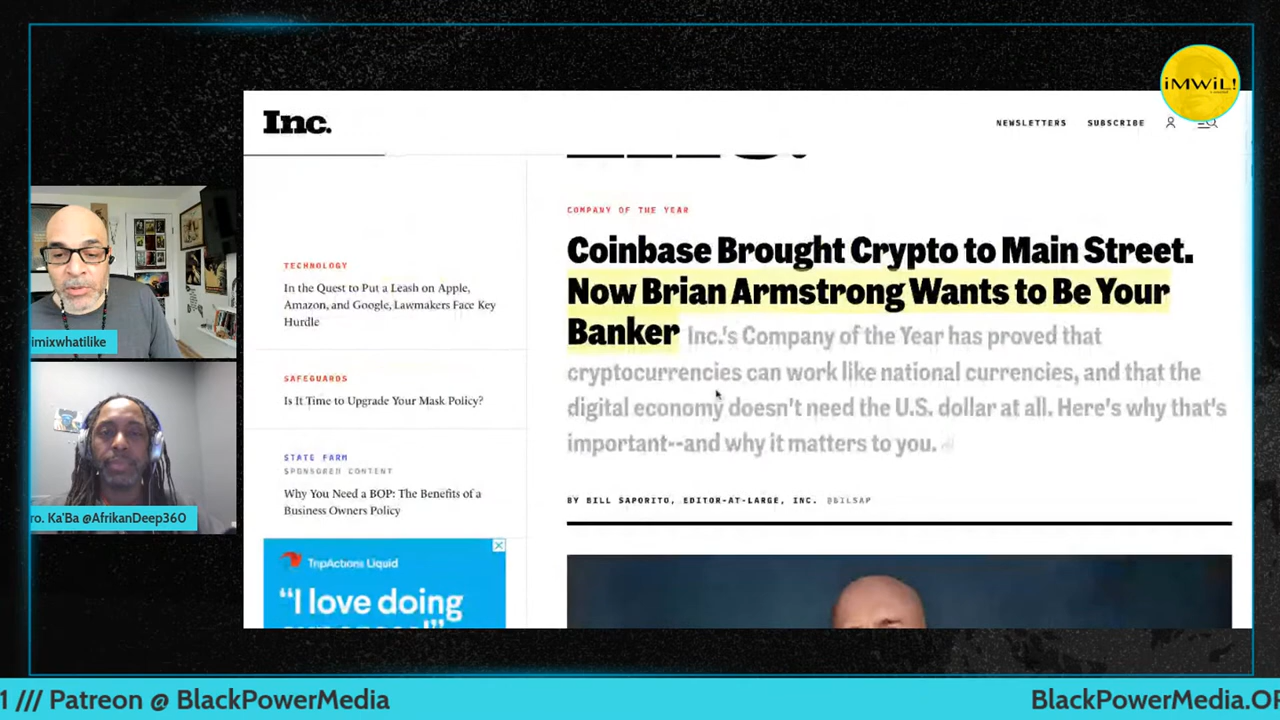 iMWiL!
Inc.
NEWSLETTERS SUBSCRIBE
COMPANY OF THE YEAR
Coinbase Brought Crypto to Main Street.
Now Brian Armstrong Wants to Be Your
Banker Inc.'s Company of the Year has proved that
cryptocurrencies can work like national currencies, and that the
digital economy doesn't need the U.S. dollar at all. Here's why that's
important--and why it matters to you.
BY BILL SAPORITO, EDITOR-AT-LARGE, INC. @BILSAP
TECHNOLOGY
In the Quest to Put a Leash on Apple,
Amazon, and Google, Lawmakers Face Key
Hurdle
SAFEGUARDS
Is It Time to Upgrade Your Mask Policy?
STATE FARM
SPONSORED CONTENT
Why You Need a BOP: The Benefits of a
Business Owners Policy
TripActions Liquid
“I love doing
imixwhatilike
ro. Ka'Ba @AfrikanDeep360
1 /// Patreon @ BlackPowerMedia
BlackPowerMedia.OR